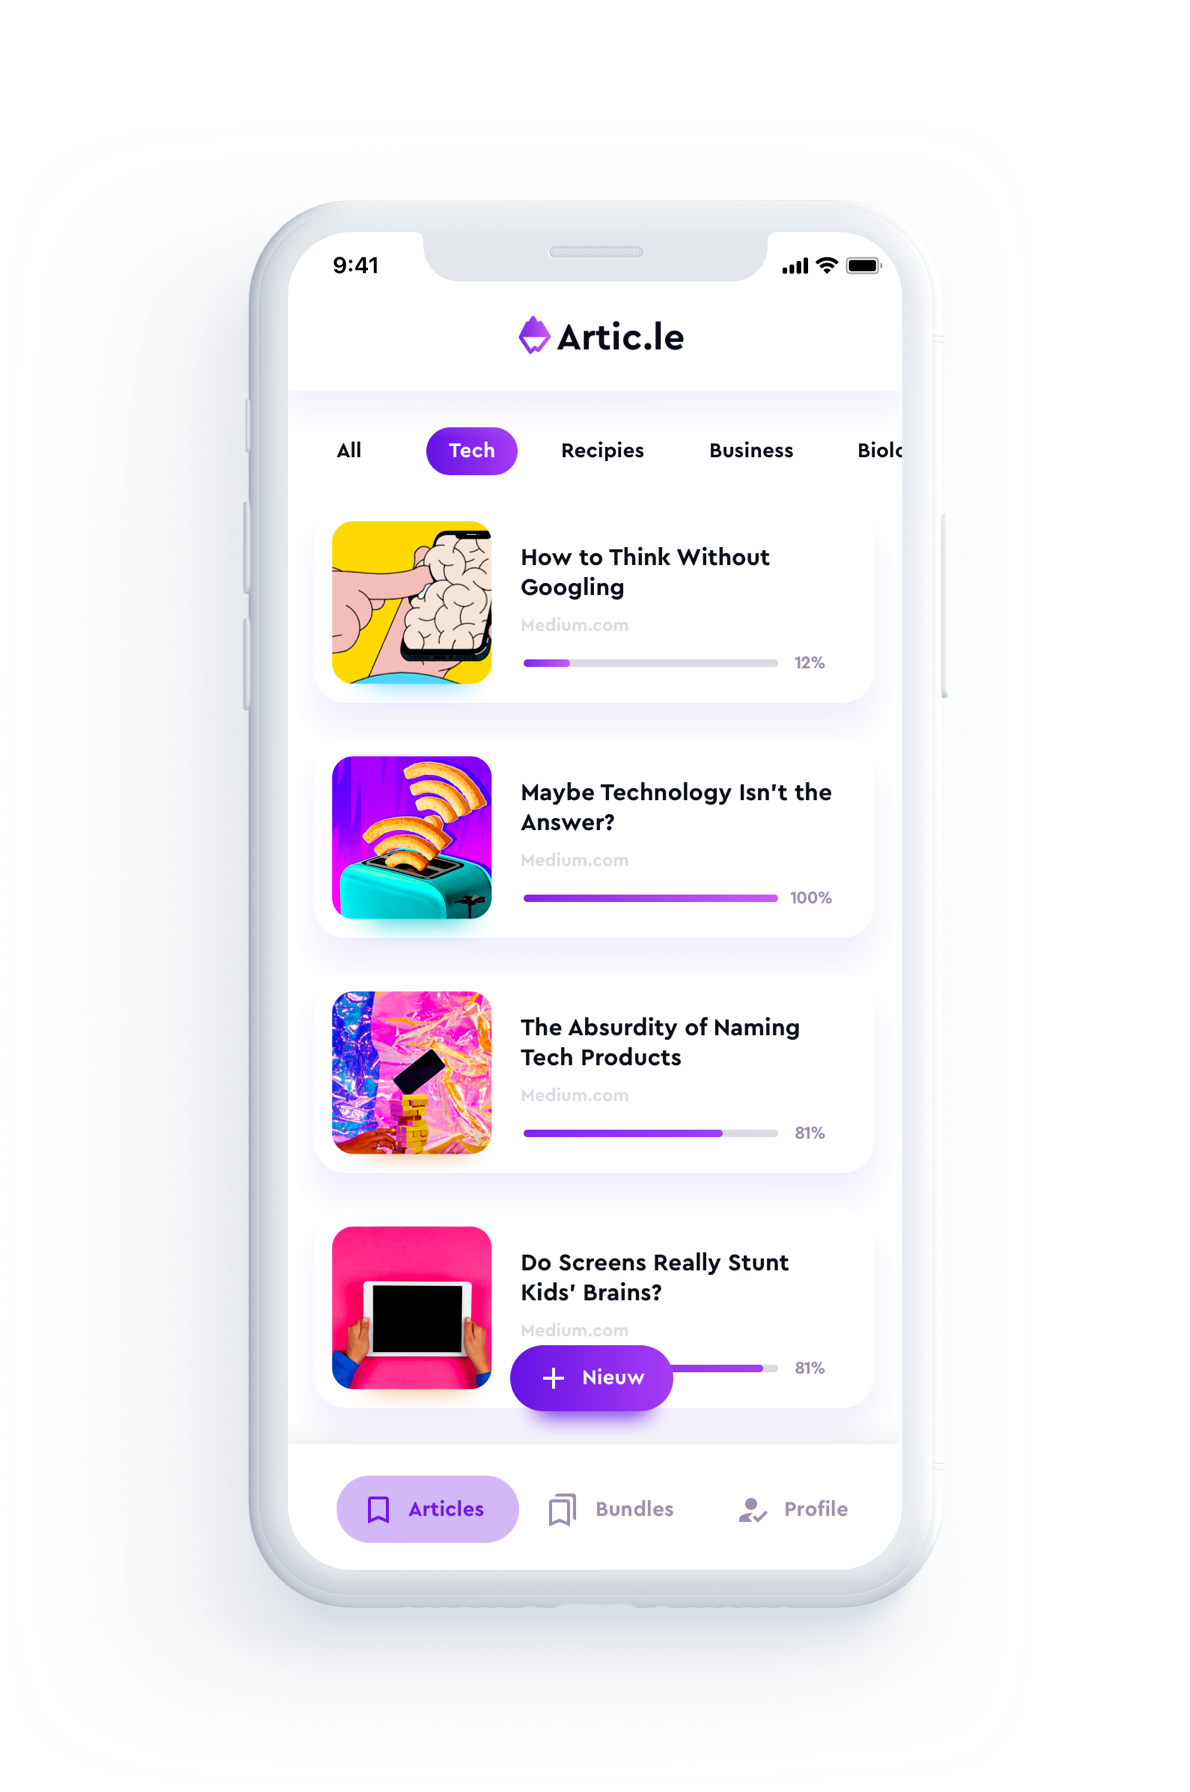 9:41
Artic.le
All Tech Recipies Business Biolo
How to Think Without
Googling
Medium.com
12%
Maybe Technology Isn't the
Answer?
Medium.com
100%
The Absurdity of Naming
Tech Products
Medium.com
81%
Do Screens Really Stunt
Kids' Brains?
Medium.com
81%
+ Nieuw
Articles Bundles Profile